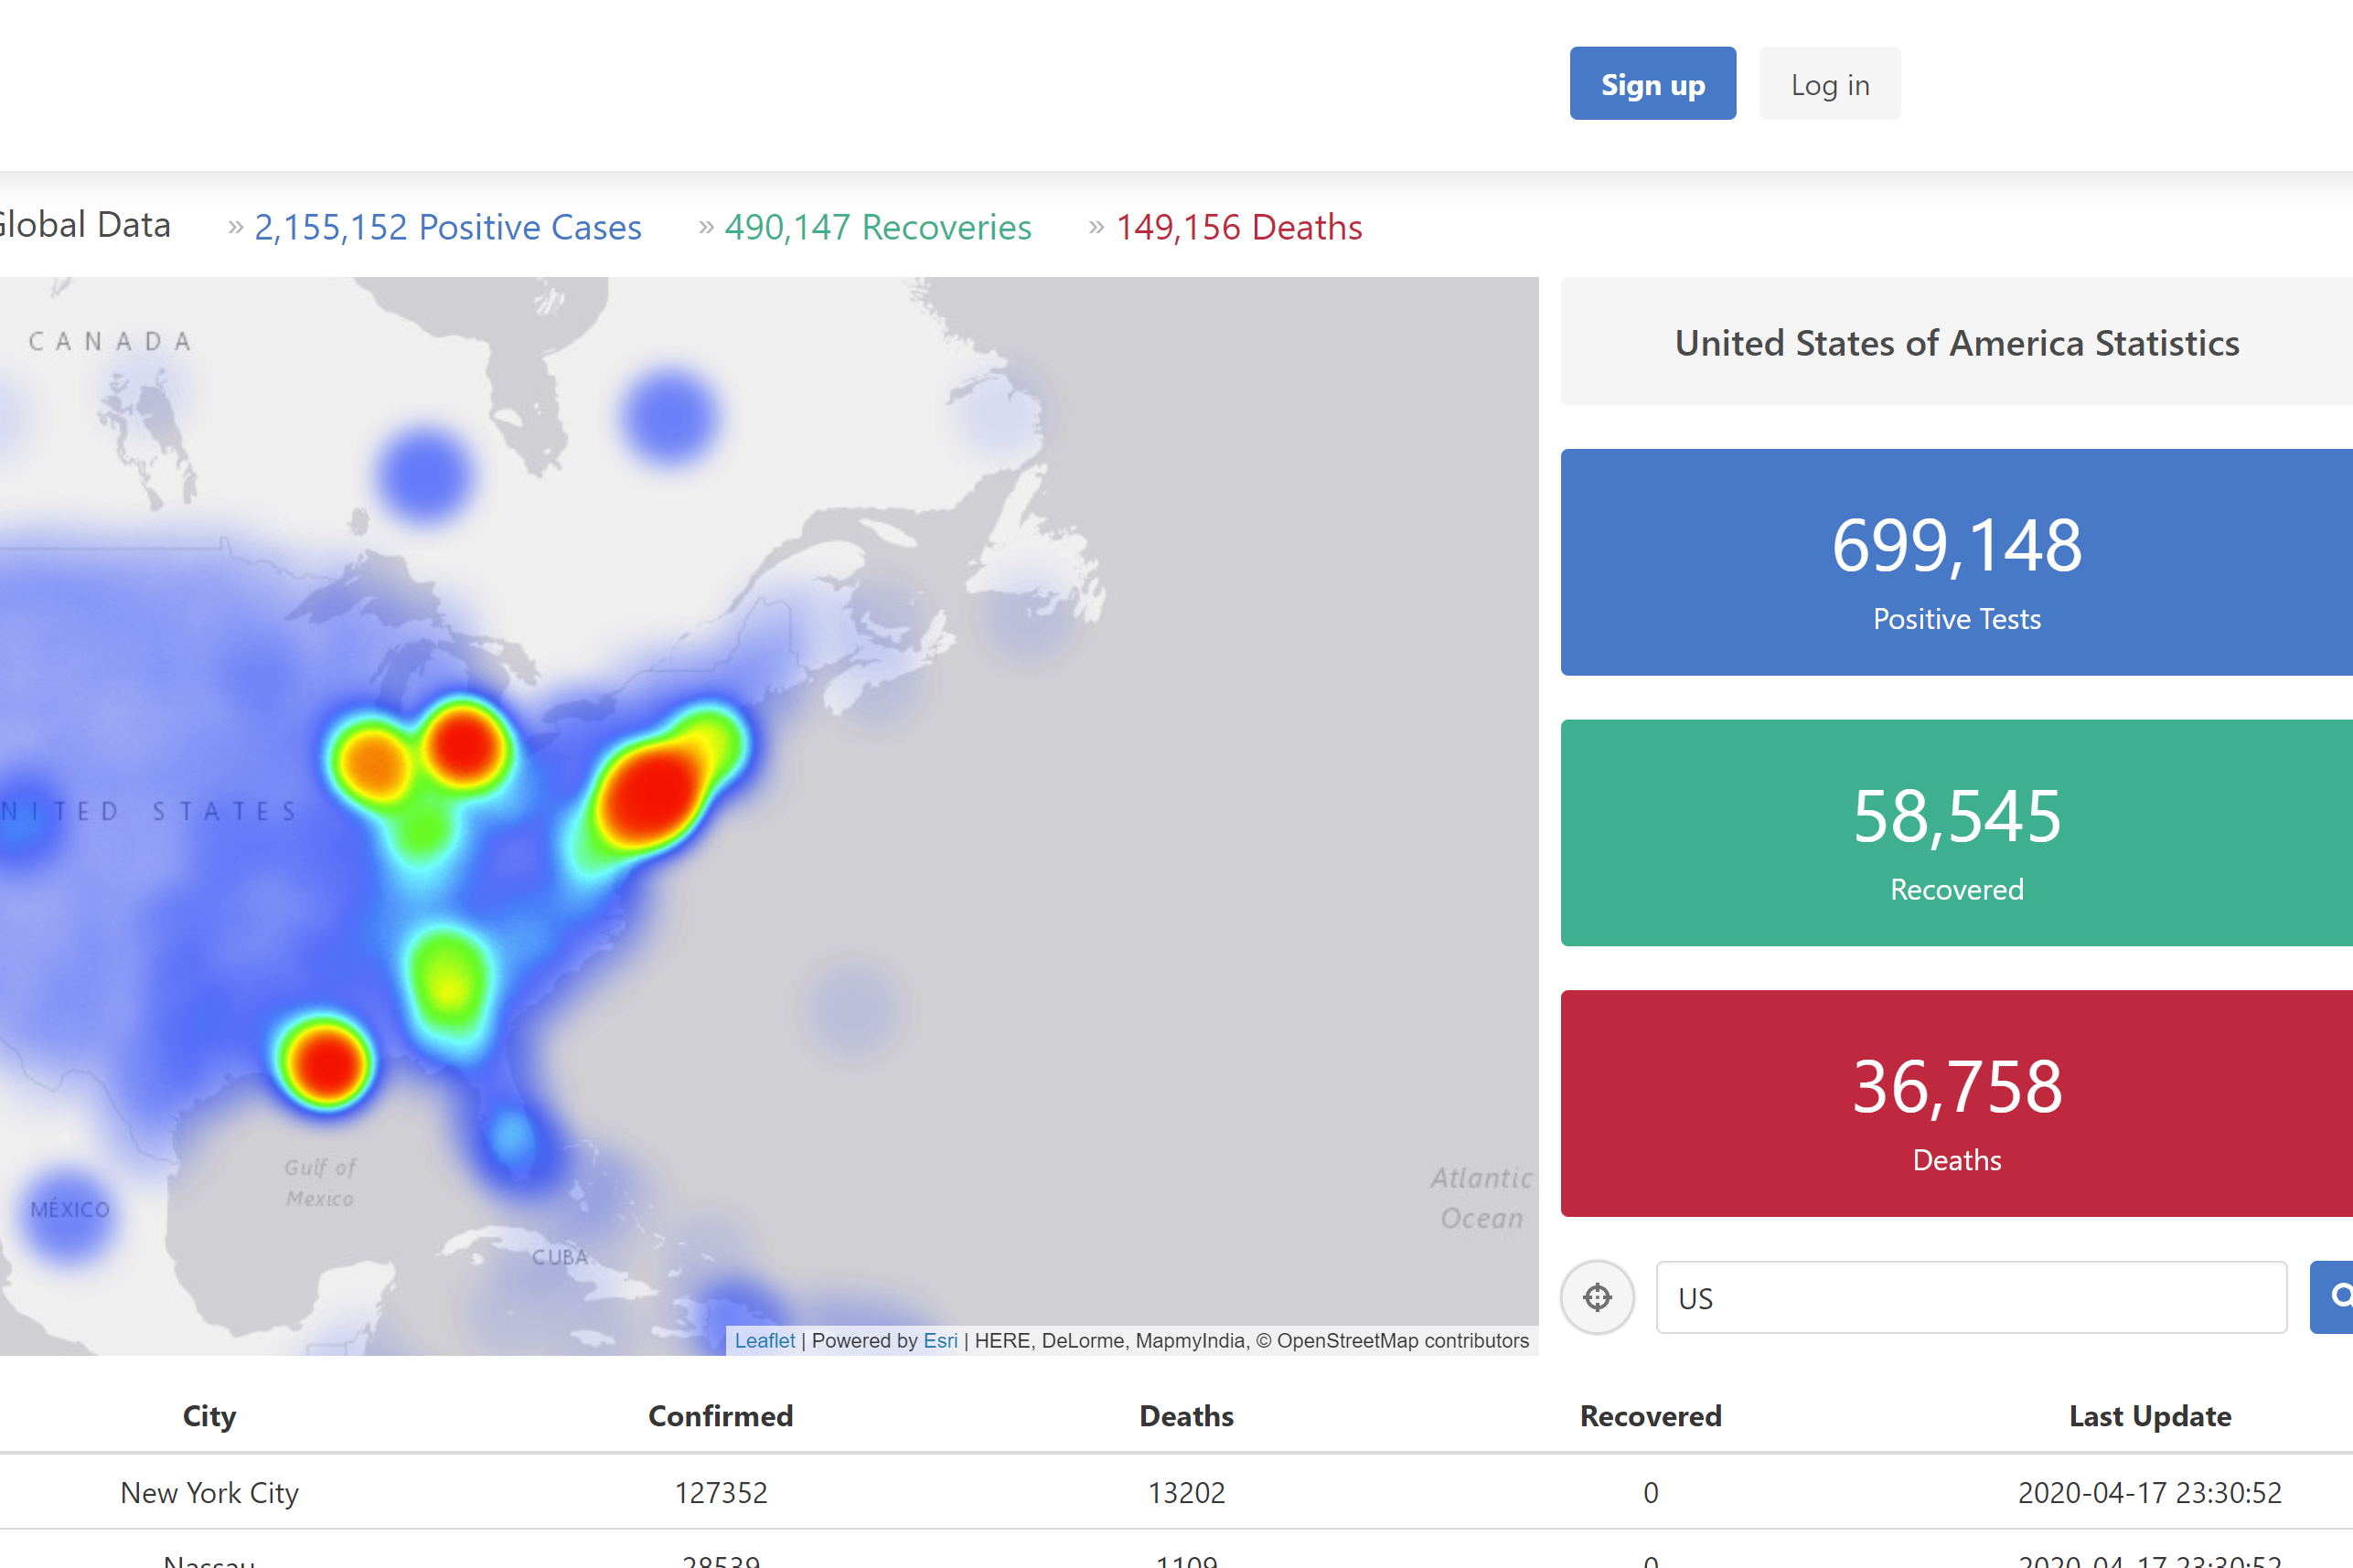 Sign up
Log in
Global Data » 2,155,152 Positive Cases » 490,147 Recoveries » 149,156 Deaths
CANADA
UNITED STATES
Gulf of
Mexico
MÉXICO
CUBA
Atlantic
Ocean
Leaflet | Powered by Esri | HERE, DeLorme, MapmyIndia, © OpenStreetMap contributors
United States of America Statistics
699,148
Positive Tests
58,545
Recovered
36,758
Deaths
US
City Confirmed Deaths Recovered Last Update
New York City 127352 13202 0 2020-04-17 23:30:52
Nassau 28539 1109 0 2020-04-17 23:30:52